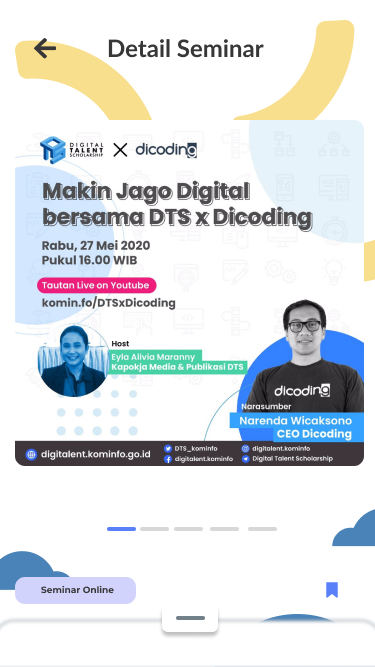 Detail Seminar
DIGITAL
TALENT
SCHOLARSHIP
dicoding
Makin Jago Digital
bersama DTS x Dicoding
Rabu, 27 Mei 2020
Pukul 16.00 WIB
Tautan Live on Youtube
komin.fo/DTSxDicoding
Host
Eyla Alivia Maranny
Kapokja Media & Publikasi DTS
dicoding
Narasumber
Narenda Wicaksono
CEO Dicoding
digitalent.kominfo.go.id
DTS_kominfo
digitalent.kominfo
digitalent.kominfo
Digital Talent Scholarship
Seminar Online